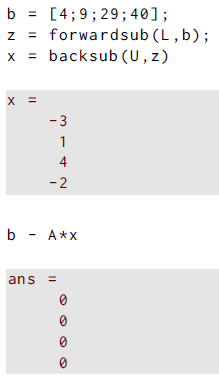 b = [4;9;29;40];
z = forwardsub(L,b);
x = backsub(U,z)
x =
-3
1
4
-2
b - A*x
ans =
0
0
0
0